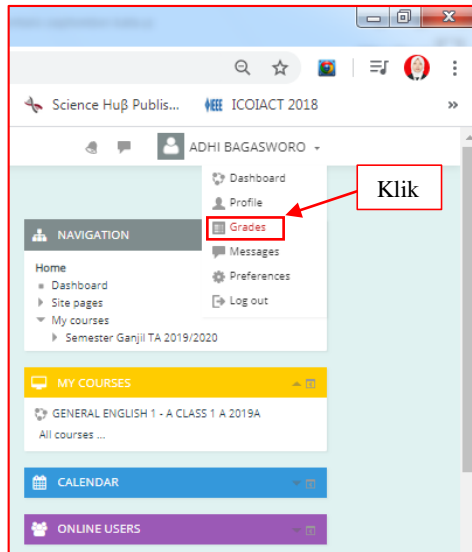 Science Huβ Publis...
IEEE ICOIACT 2018
»
ADHI BAGASWORO
Dashboard
Profile
Grades
Messages
Preferences
Log out
Klik
NAVIGATION
Home
Dashboard
Site pages
My courses
Semester Ganjil TA 2019/2020
MY COURSES
GENERAL ENGLISH 1 - A CLASS 1 A 2019A
All courses ...
CALENDAR
ONLINE USERS